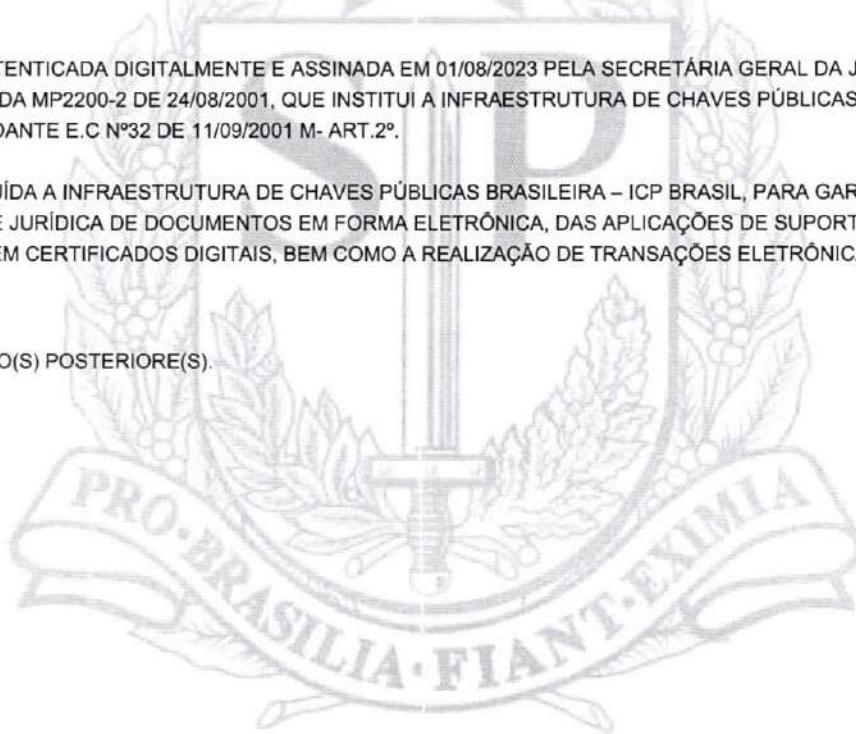 TENTICADA DIGITALMENTE E ASSINADA EM 01/08/2023 PELA SECRETÁRIA GERAL DA J
DA MP2200-2 DE 24/08/2001, QUE INSTITUI A INFRAESTRUTURA DE CHAVES PÚBLICAS
DANTE E.C Nº32 DE 11/09/2001 M- ART.2º.
UÍDA A INFRAESTRUTURA DE CHAVES PÚBLICAS BRASILEIRA – ICP BRASIL, PARA GAR
E JURÍDICA DE DOCUMENTOS EM FORMA ELETRÔNICA, DAS APLICAÇÕES DE SUPORT
EM CERTIFICADOS DIGITAIS, BEM COMO A REALIZAÇÃO DE TRANSAÇÕES ELETRÔNICA
O(S) POSTERIORE(S).
SP
PRO·BRASILIA·FIANT·EXIMIA